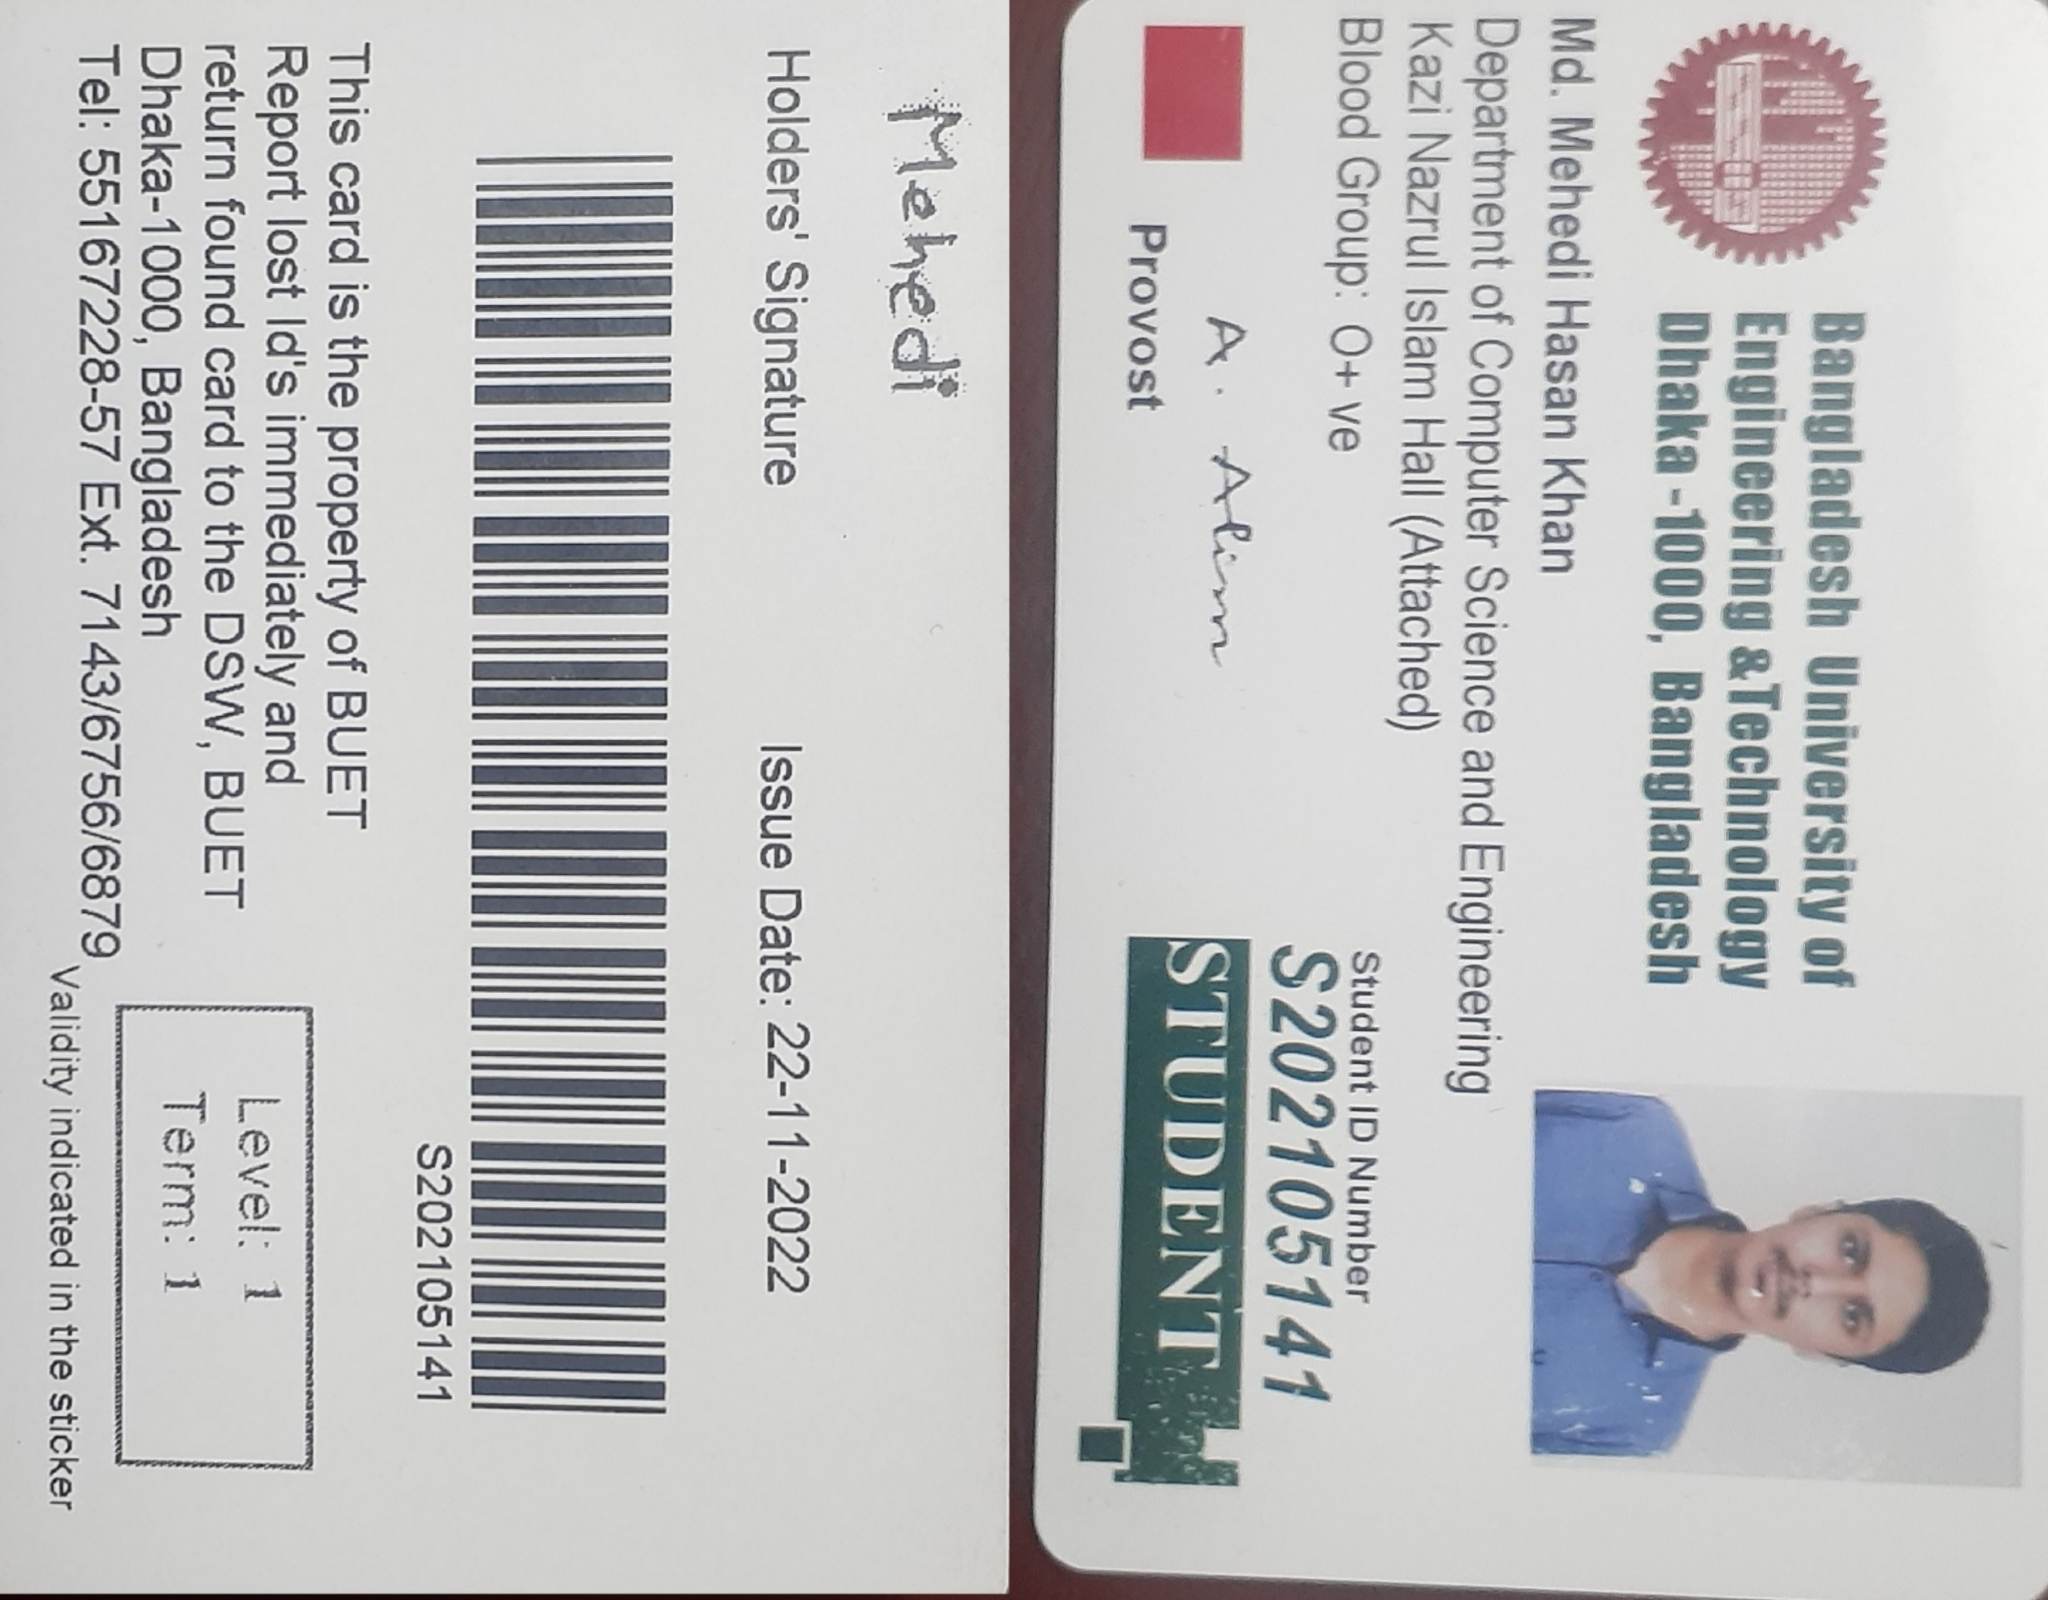 Bangladesh University of
Engineering &Technology
Dhaka -1000, Bangladesh
Md. Mehedi Hasan Khan
Department of Computer Science and Engineering
Kazi Nazrul Islam Hall (Attached)
Blood Group: O+ ve
Student ID Number
S202105141
A. Alim
Provost
STUDENT
Mehedi
Holders' Signature
Issue Date: 22-11-2022
S202105141
This card is the property of BUET
Report lost Id's immediately and
return found card to the DSW, BUET
Dhaka-1000, Bangladesh
Tel: 55167228-57 Ext. 7143/6756/6879
Level: 1
Term: 1
Validity indicated in the sticker